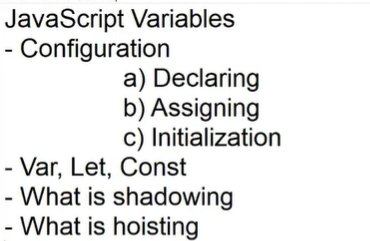 JavaScript Variables
- Configuration
a) Declaring
b) Assigning
c) Initialization
- Var, Let, Const
- What is shadowing
- What is hoisting